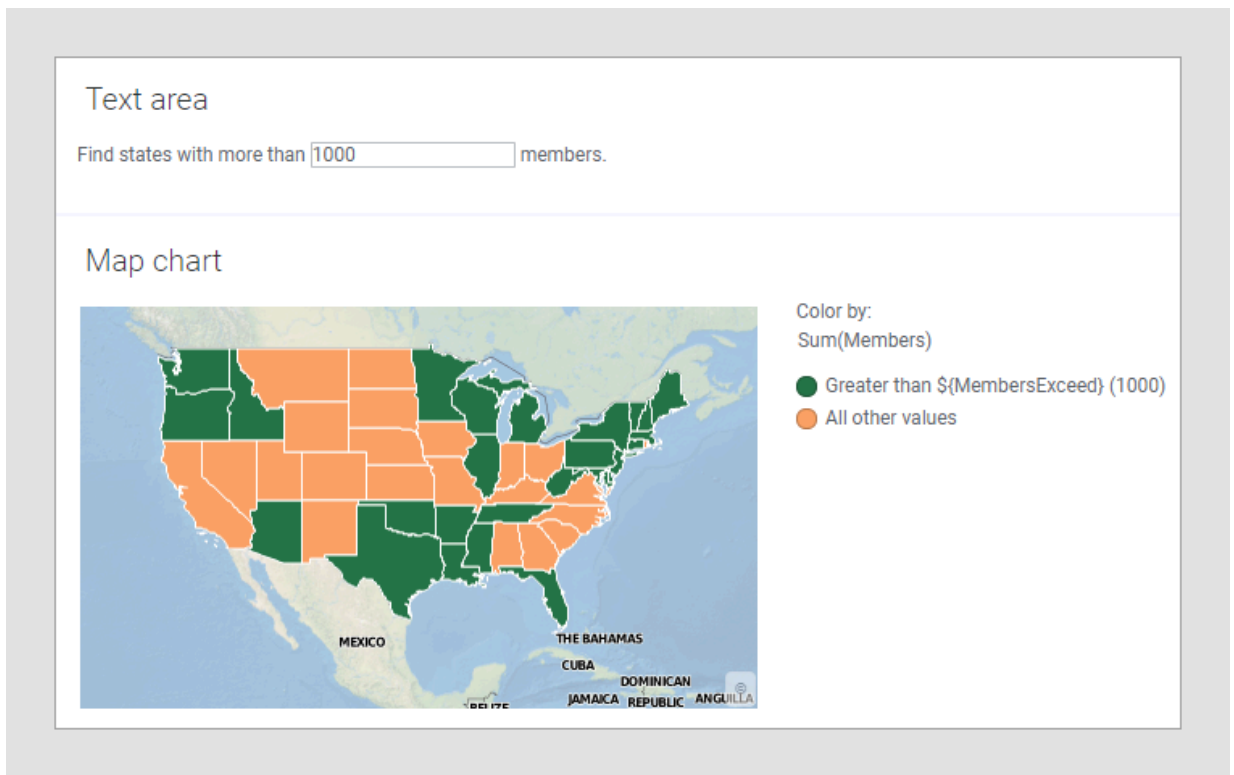 Text area
Find states with more than 1000 members.
Map chart
Color by:
Sum(Members)
Greater than ${MembersExceed} (1000)
All other values
MEXICO
THE BAHAMAS
CUBA
DOMINICAN
JAMAICA REPUBLIC ANGUILLA
BELIZE
©